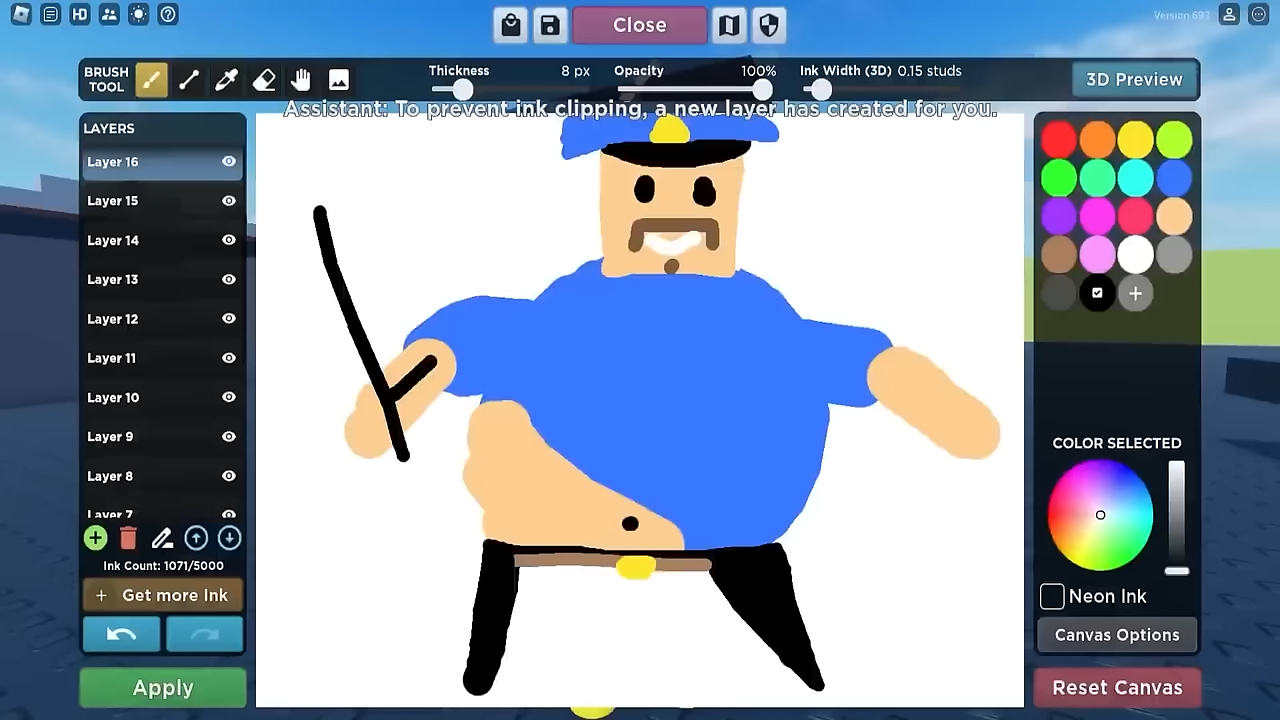 HD
Version 693
Close
BRUSH
TOOL
Thickness
8 px
Opacity
100%
Ink Width (3D) 0.15 studs
3D Preview
Assistant: To prevent ink clipping, a new layer has created for you.
LAYERS
Layer 16
Layer 15
Layer 14
Layer 13
Layer 12
Layer 11
Layer 10
Layer 9
Layer 8
Layer 7
Ink Count: 1071/5000
+ Get more Ink
Apply
COLOR SELECTED
Neon Ink
Canvas Options
Reset Canvas